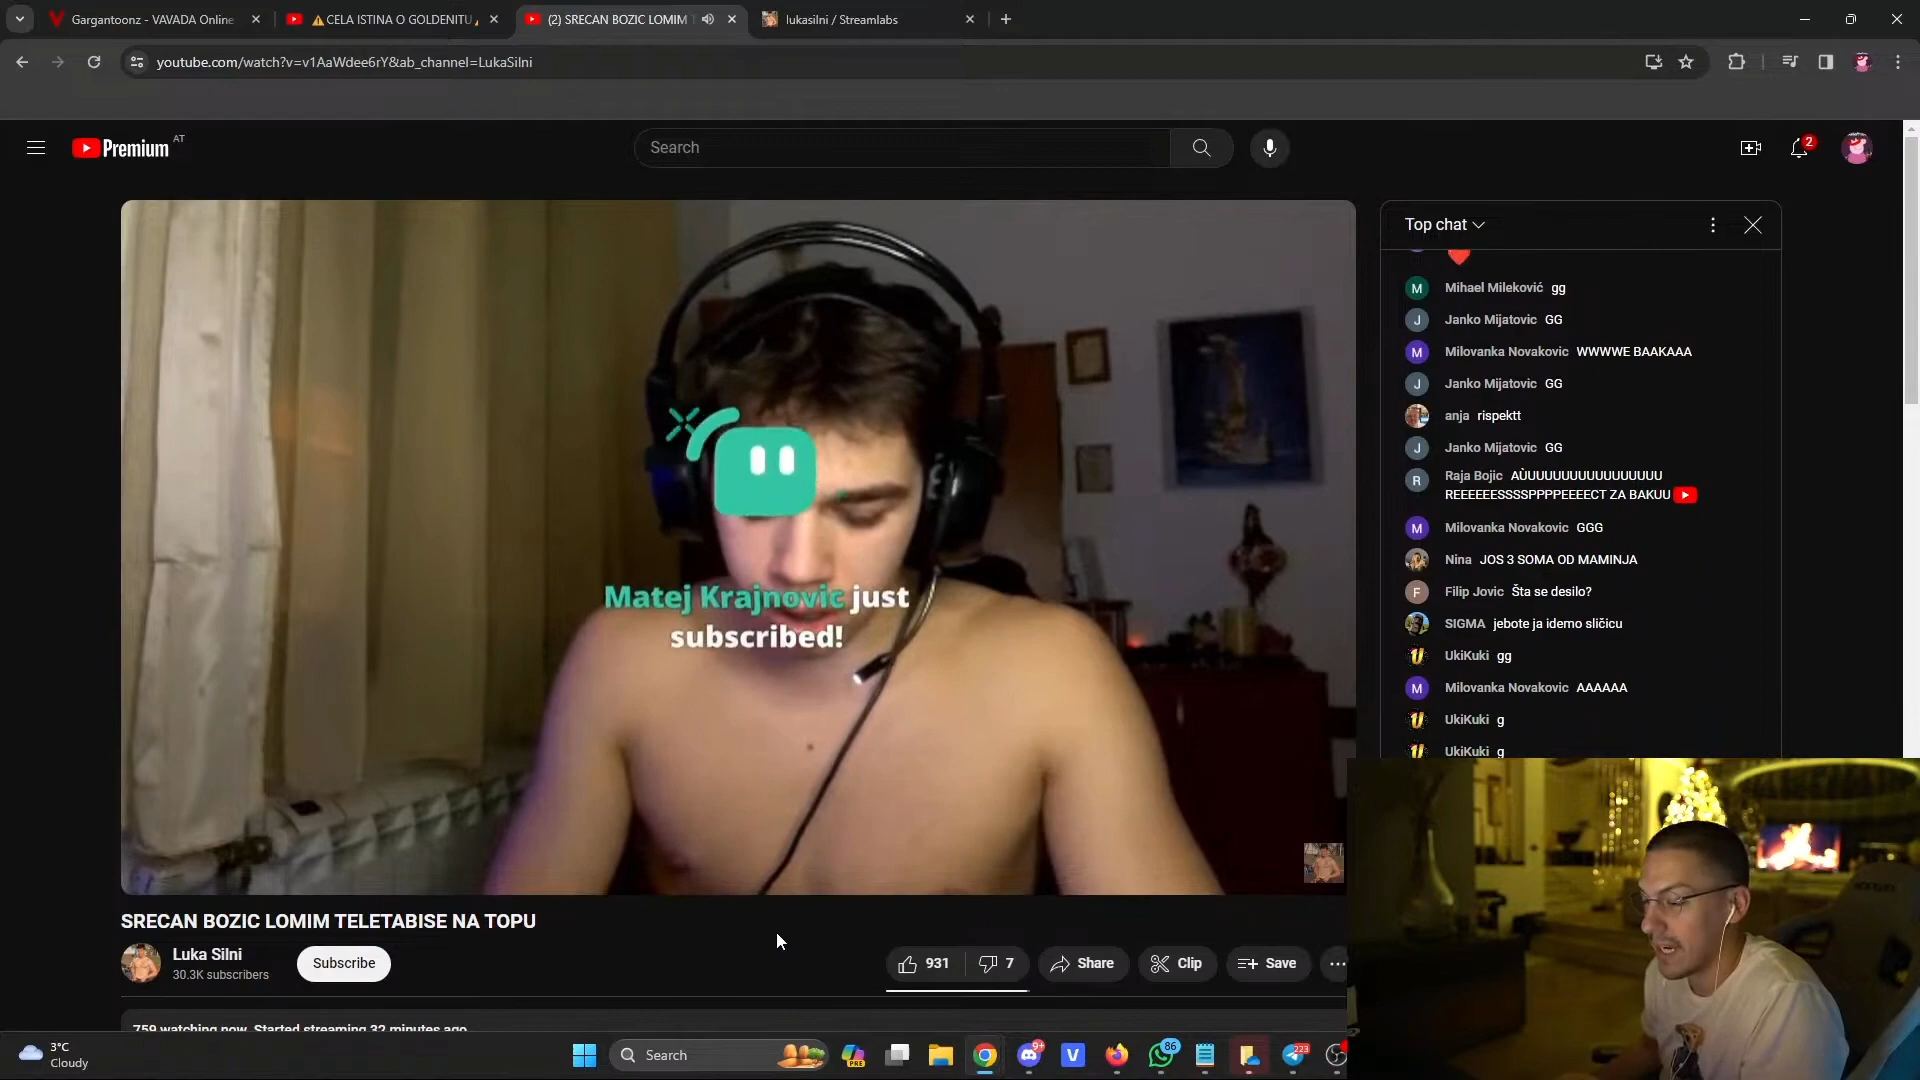 Gargantoonz - VAVADA Online
⚠CELA ISTINA O GOLDENITU
(2) SRECAN BOZIC LOMIM
lukasilni / Streamlabs
youtube.com/watch?v=v1AaWdee6rY&ab_channel=LukaSilni
Premium
AT
Search
2
Top chat
Mihael Mileković gg
Janko Mijatovic GG
Milovanka Novakovic WWWWE BAAKAAA
Janko Mijatovic GG
anja rispektt
Janko Mijatovic GG
Raja Bojic AÙUUUUUUUUUUUUUUUUU
REEEEEESSSSPPPPEEEECT ZA BAKUU
Milovanka Novakovic GGG
Nina JOS 3 SOMA OD MAMINJA
Filip Jovic Šta se desilo?
SIGMA jebote ja idemo sličicu
UkiKuki gg
Milovanka Novakovic AAAAAA
UkiKuki g
UkiKuki g
Matej Krajnovic just
subscribed!
SRECAN BOZIC LOMIM TELETABISE NA TOPU
Luka Silni
30.3K subscribers
Subscribe
931
7
Share
Clip
Save
759 watching now Started streaming 32 minutes ago
3°C
Cloudy
Search
PRE
9+
V
86
223